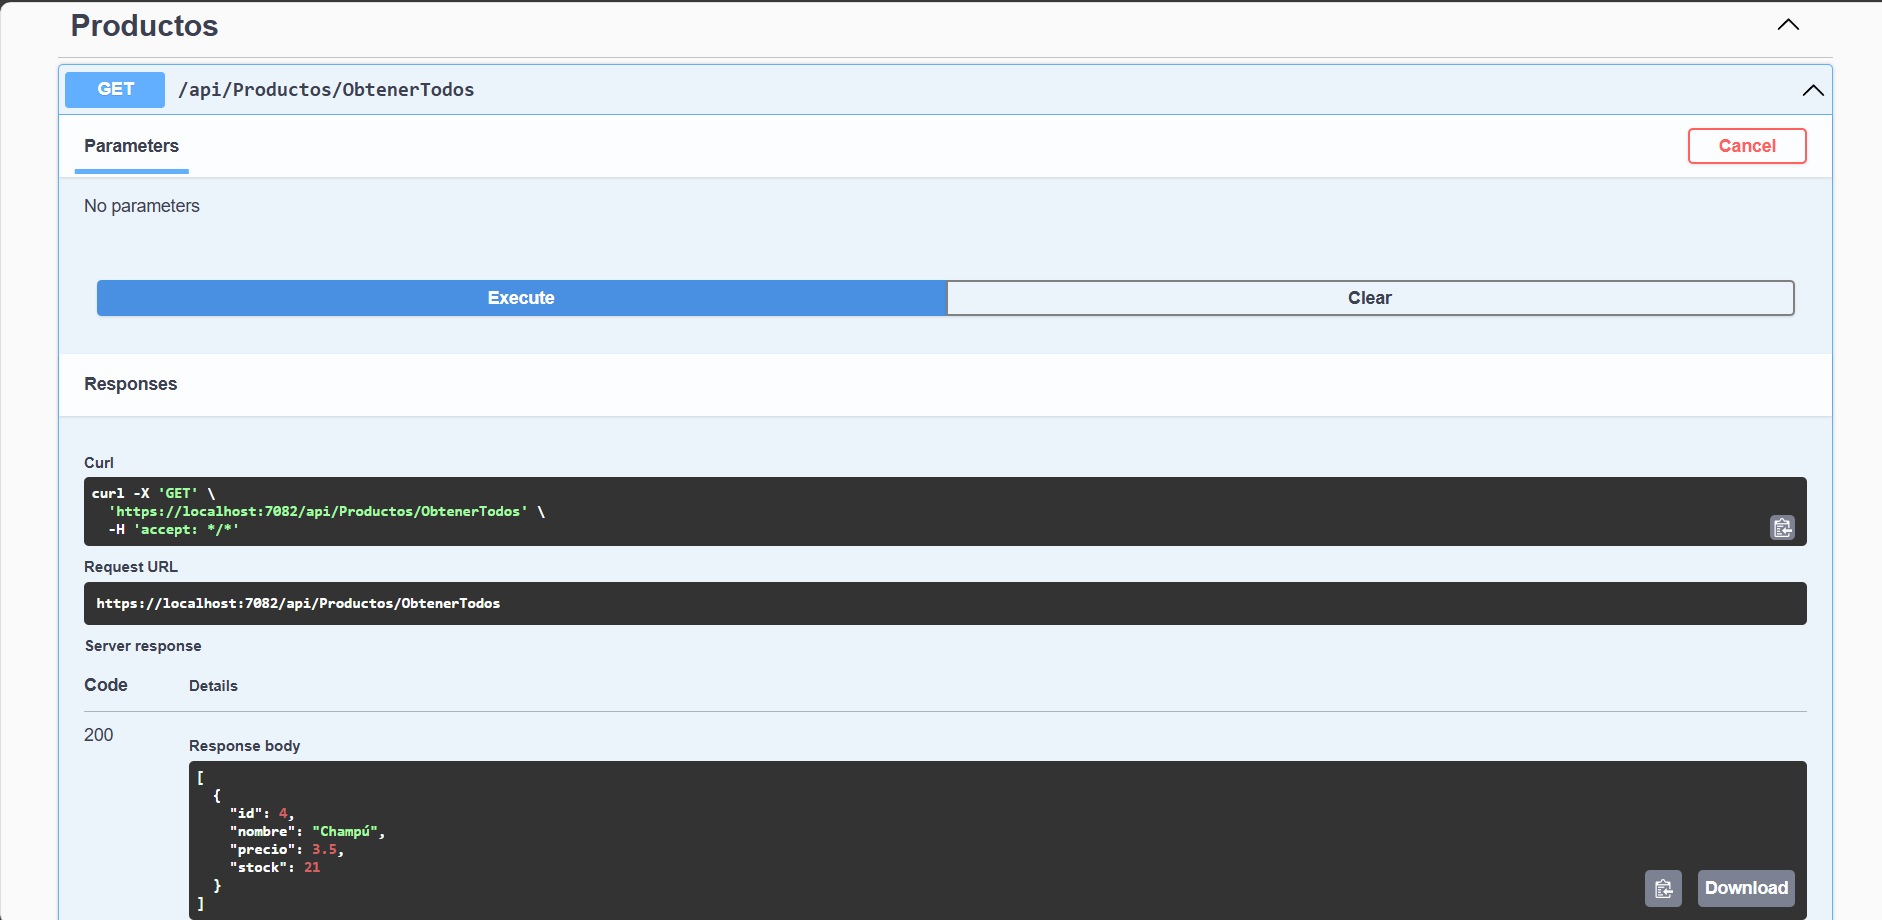 Productos
GET /api/Productos/ObtenerTodos
Parameters
Cancel
No parameters
Execute
Clear
Responses
Curl
curl -X 'GET' \
  'https://localhost:7082/api/Productos/ObtenerTodos' \
  -H 'accept: */*'
Request URL
https://localhost:7082/api/Productos/ObtenerTodos
Server response
Code Details
200
Response body
[
  {
    "id": 4,
    "nombre": "Champú",
    "precio": 3.5,
    "stock": 21
  }
]
Download